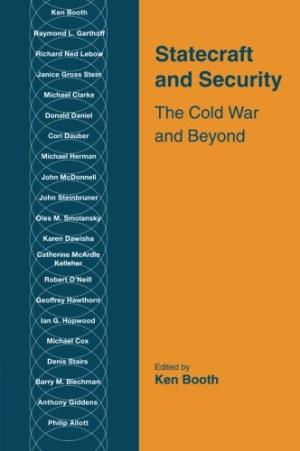 Ken Booth
Raymond L. Garthoff
Richard Ned Lebow
Janice Gross Stein
Michael Clarke
Donald Daniel
Cori Dauber
Michael Herman
John McDonnell
John Steinbruner
Oles M. Smolansky
Karen Dawisha
Catherine McArdle
Kelleher
Robert O'Neill
Geoffrey Hawthorn
Ian G. Hopwood
Michael Cox
Denis Stairs
Barry M. Blechman
Anthony Giddens
Philip Allott
Statecraft
and Security
The Cold War
and Beyond
Edited by
Ken Booth